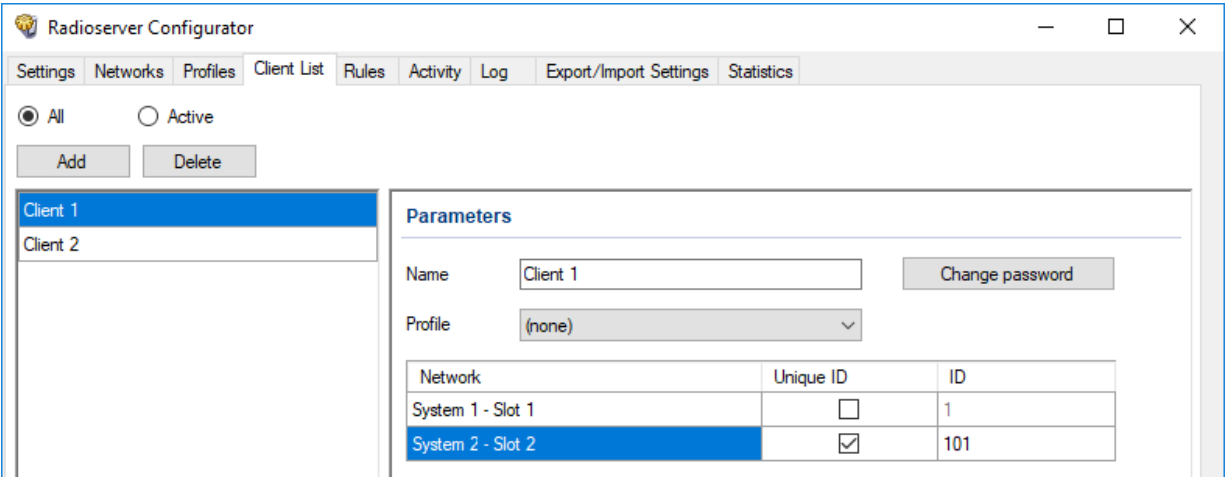 Radioserver Configurator
Settings Networks Profiles Client List Rules Activity Log Export/Import Settings Statistics
All Active
Add Delete
Client 1
Client 2
Parameters
Name Client 1 Change password
Profile (none)
Network Unique ID ID
System 1 - Slot 1 1
System 2 - Slot 2 101